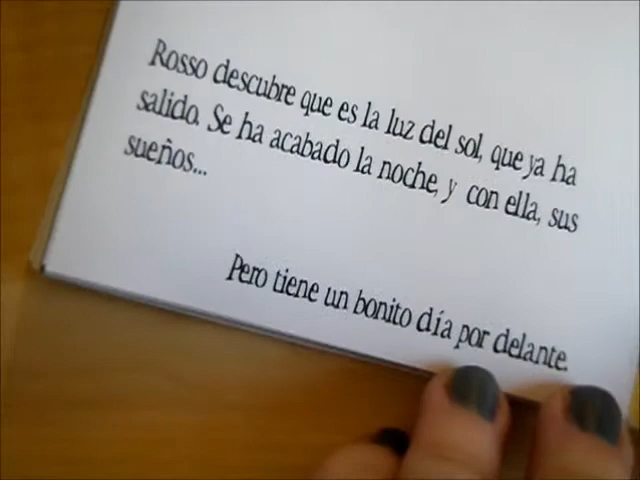 Rosso descubre que es la luz del sol, que ya ha
salido. Se ha acabado la noche, y con ella, sus
sueños...
Pero tiene un bonito día por delante.